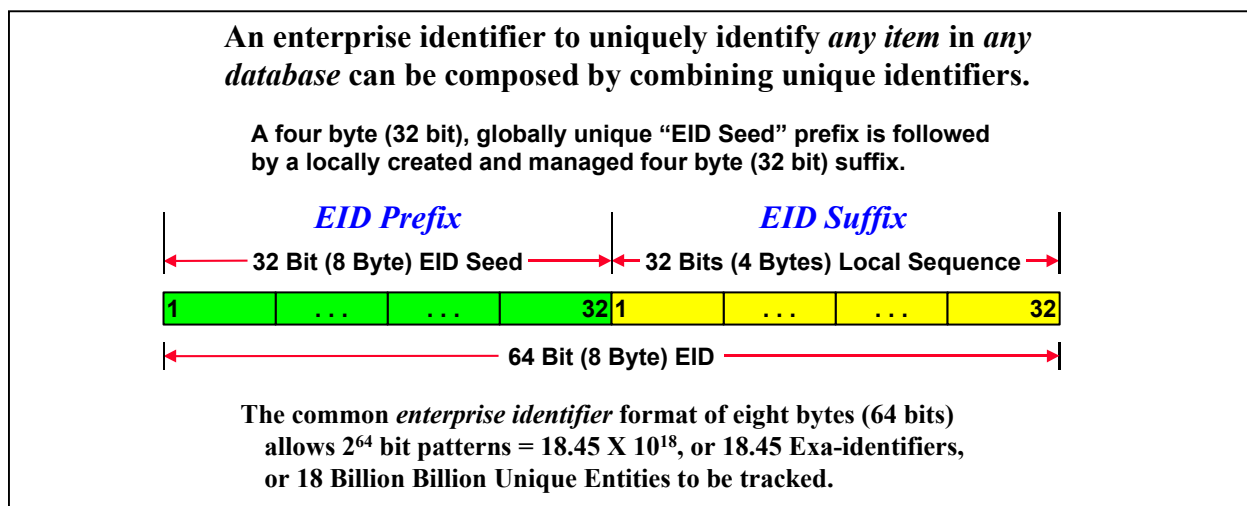 An enterprise identifier to uniquely identify any item in any
database can be composed by combining unique identifiers.
A four byte (32 bit), globally unique “EID Seed” prefix is followed
by a locally created and managed four byte (32 bit) suffix.
EID Prefix EID Suffix
32 Bit (8 Byte) EID Seed 32 Bits (4 Bytes) Local Sequence
1 . . . . . . 32 1 . . . . . . 32
64 Bit (8 Byte) EID
The common enterprise identifier format of eight bytes (64 bits)
allows 2⁶⁴ bit patterns = 18.45 X 10¹⁸, or 18.45 Exa-identifiers,
or 18 Billion Billion Unique Entities to be tracked.